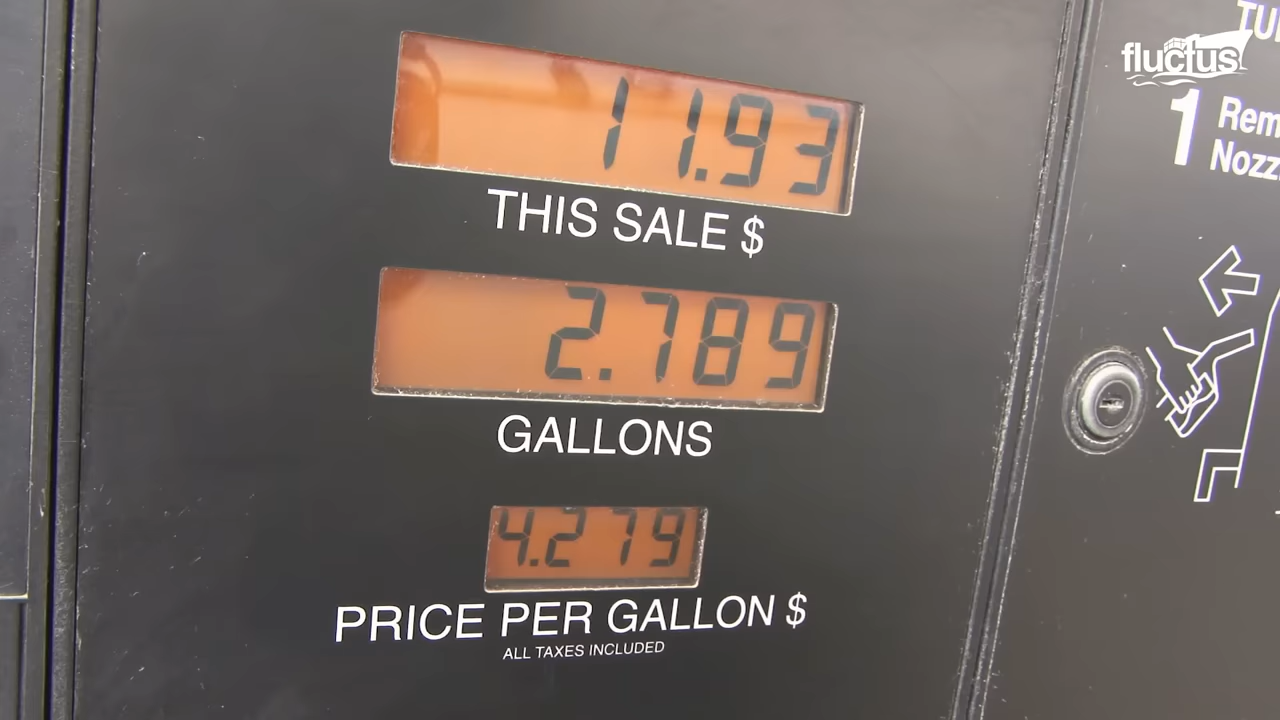 TU
fluctus
1 Rem
Nozz
11.93
THIS SALE $
2.789
GALLONS
4.279
PRICE PER GALLON $
ALL TAXES INCLUDED